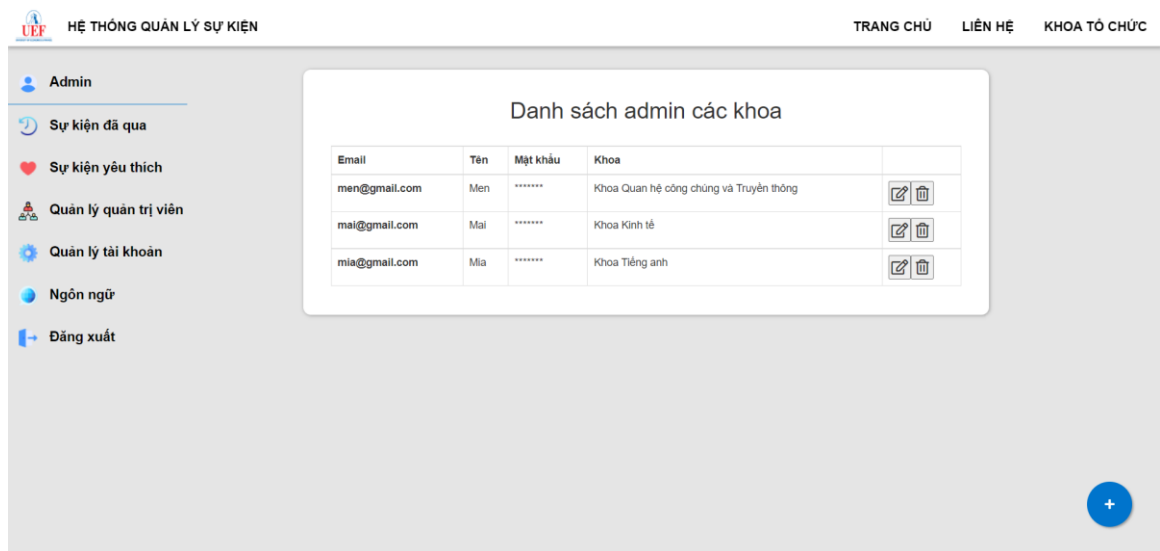 UEF HỆ THỐNG QUẢN LÝ SỰ KIỆN TRANG CHỦ LIÊN HỆ KHOA TỔ CHỨC
Admin
Sự kiện đã qua
Sự kiện yêu thích
Quản lý quản trị viên
Quản lý tài khoản
Ngôn ngữ
Đăng xuất
Danh sách admin các khoa
Email Tên Mật khẩu Khoa
men@gmail.com Men ******* Khoa Quan hệ công chúng và Truyền thông
mai@gmail.com Mai ******* Khoa Kinh tế
mia@gmail.com Mia ******* Khoa Tiếng anh
+